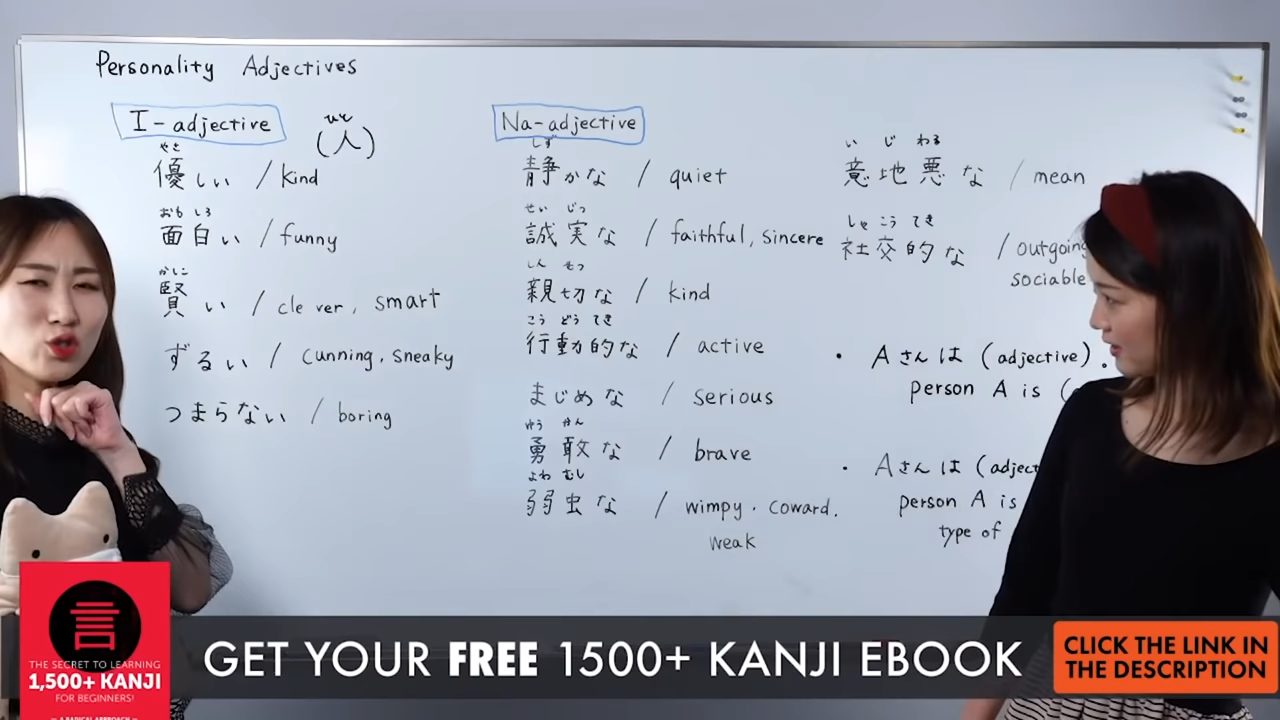 Personality Adjectives
I-adjective
ひと
(人)
やさ
優しい / kind
おも しろ
面白い / funny
かしこ
賢い / clever, smart
ずるい / cunning, sneaky
つまらない / boring
Na-adjective
しず
静かな / quiet
せい じつ
誠実な / faithful, sincere
しん せつ
親切な / kind
こう どう てき
行動的な / active
まじめな / serious
ゆう かん
勇敢な / brave
よわ むし
弱虫な / wimpy. coward.
weak
い じ わる
意地悪な / mean
しゃ こう てき
社交的な / outgoing
sociable
・ Aさんは (adjective).
person A is (
・ Aさんは (adject
person A is
type of
言
THE SECRET TO LEARNING
1,500+ KANJI
FOR BEGINNERS!
— A RADICAL APPROACH —
GET YOUR FREE 1500+ KANJI EBOOK
CLICK THE LINK IN
THE DESCRIPTION